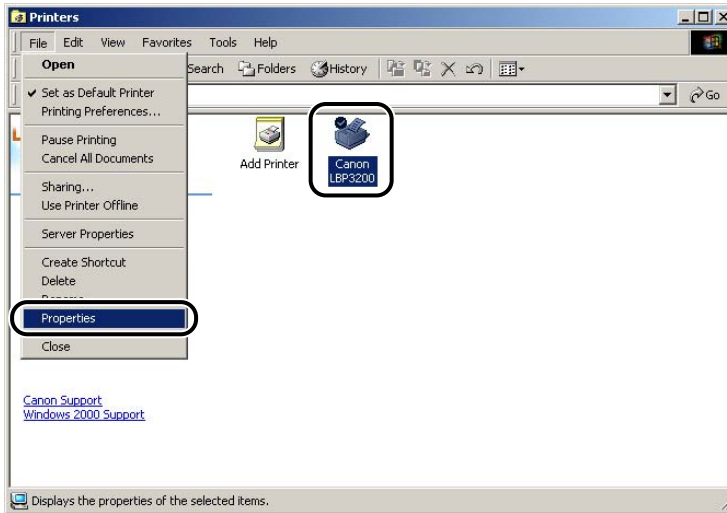 Printers
File Edit View Favorites Tools Help
Open
Search Folders History
Set as Default Printer
Go
Printing Preferences...
Pause Printing
Cancel All Documents
Add Printer
Canon
LBP3200
Sharing...
Use Printer Offline
Server Properties
Create Shortcut
Delete
Properties
Close
Canon Support
Windows 2000 Support
Displays the properties of the selected items.